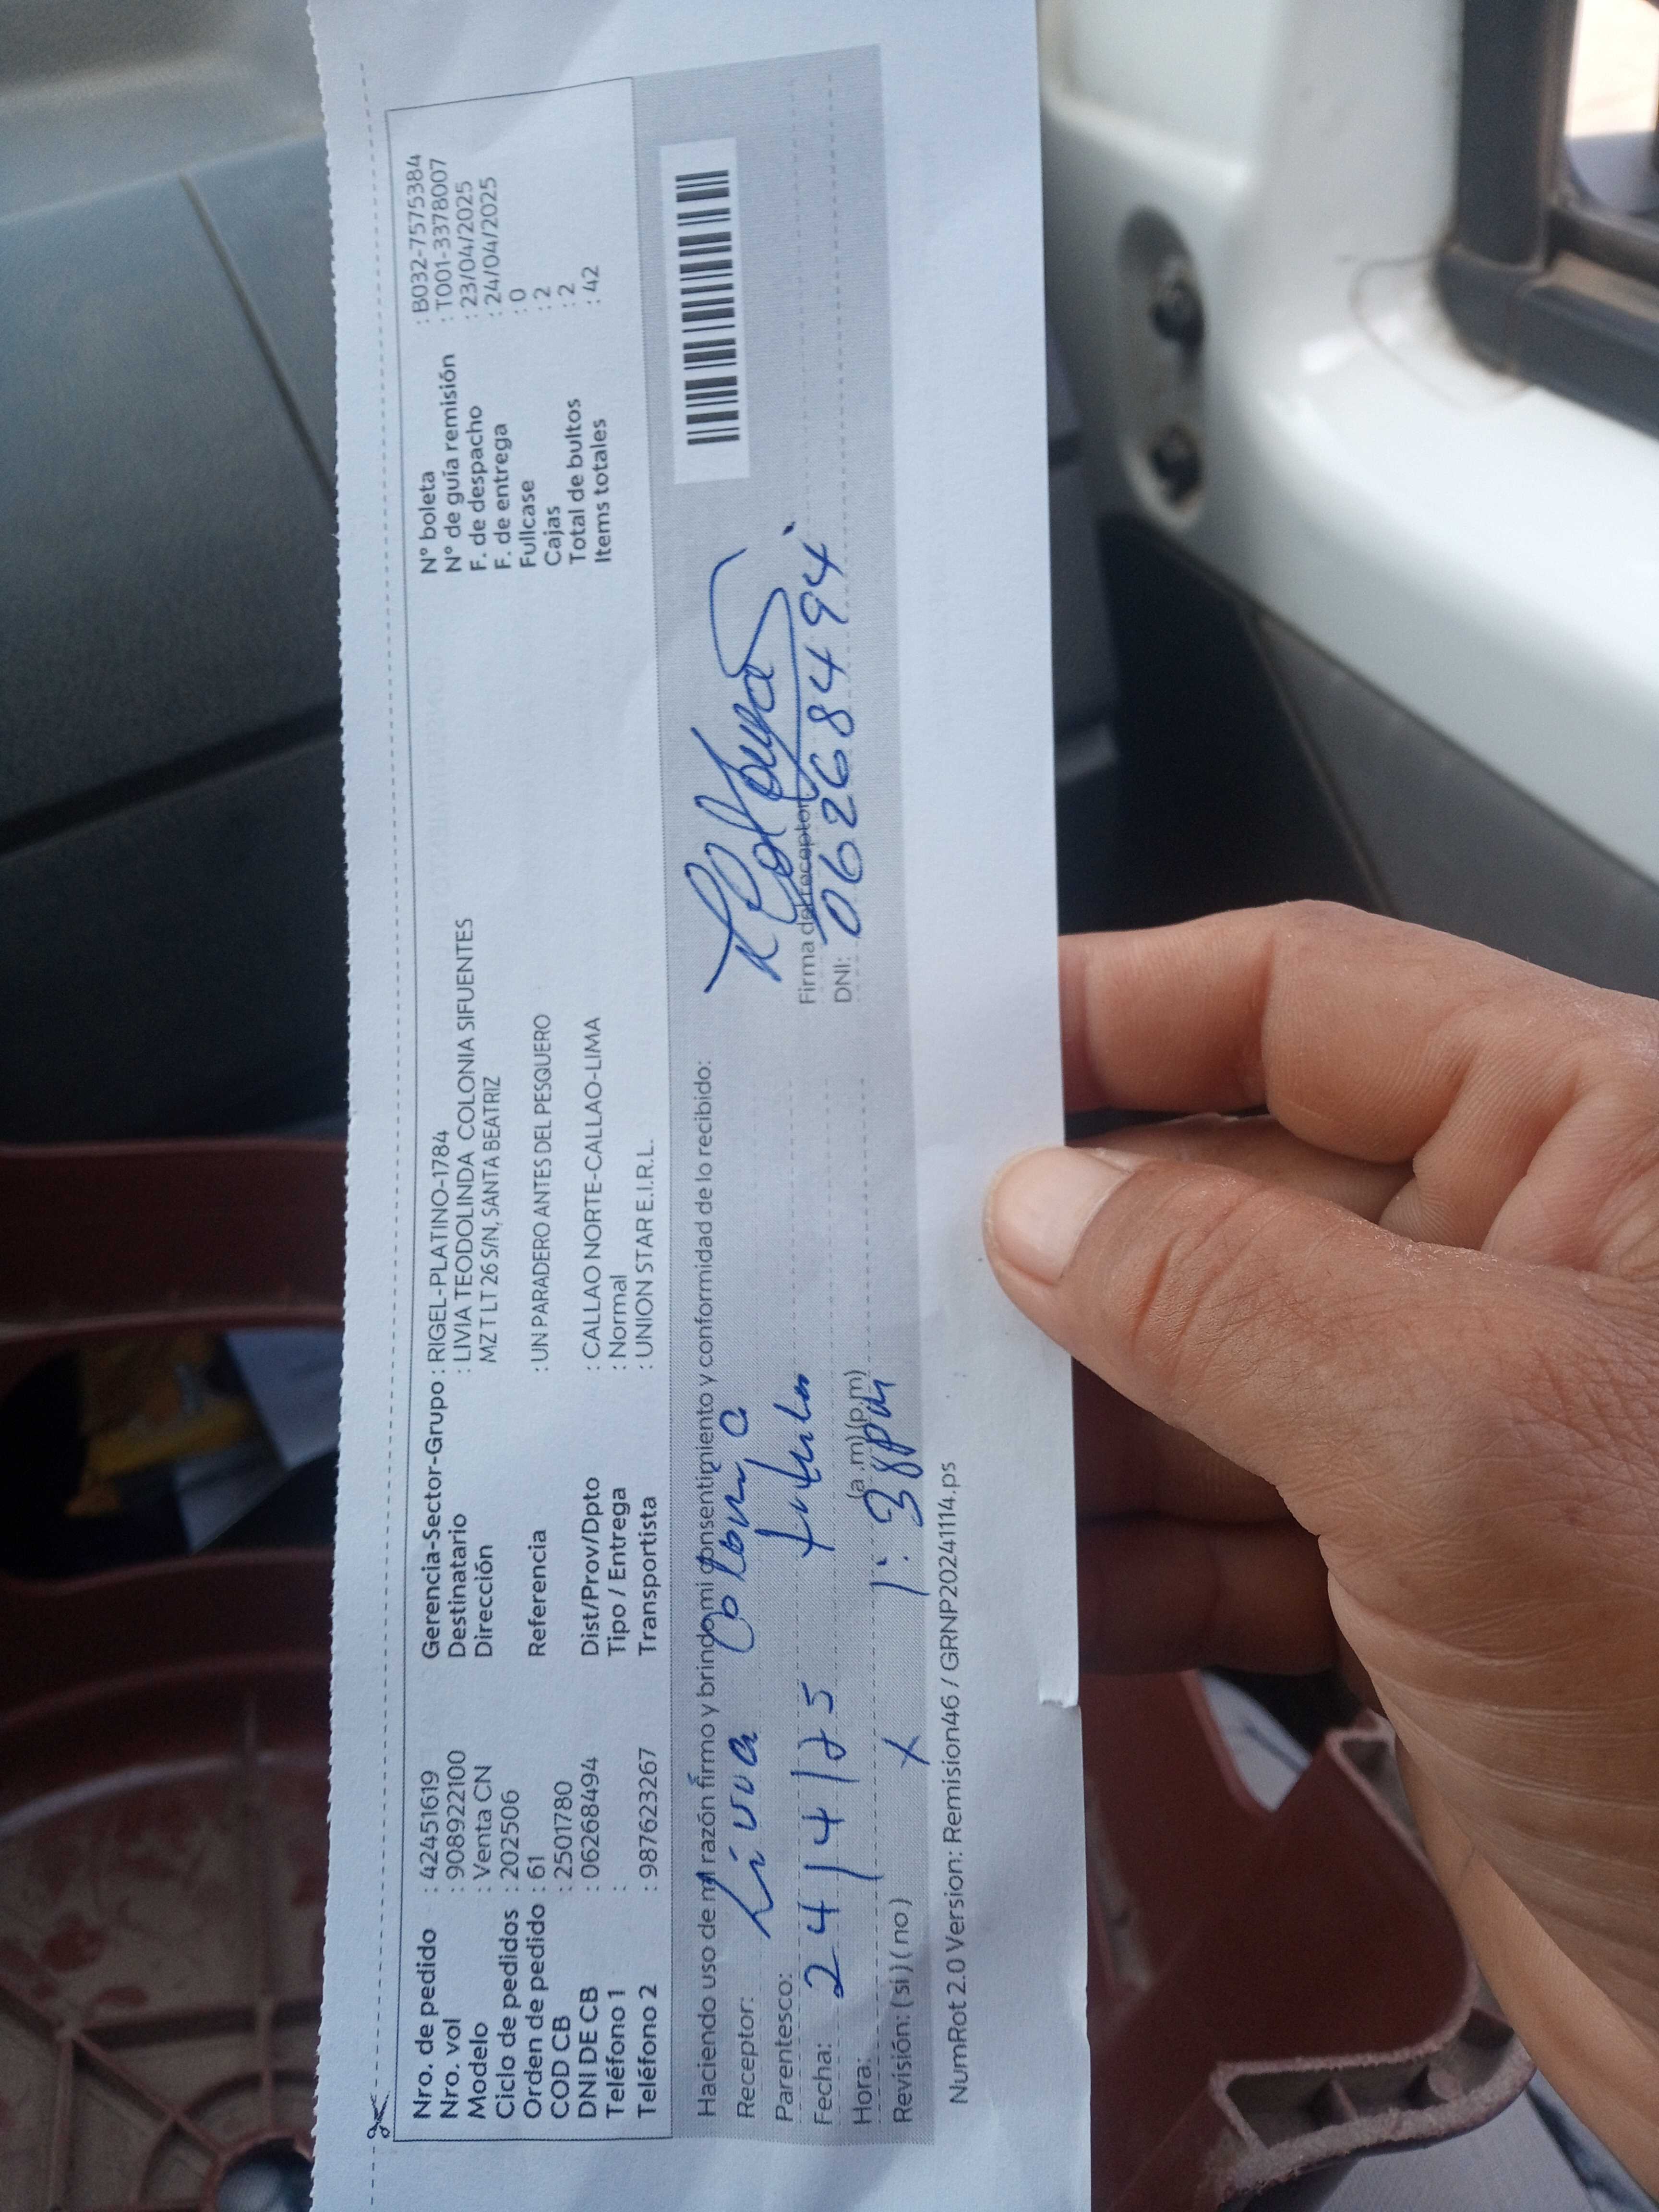 Nro. de pedido : 42451619
Nro. vol : 908922100
Modelo : Venta CN
Ciclo de pedidos : 202506
Orden de pedido : 61
COD CB : 2501780
DNI DE CB : 06268494
Teléfono 1 :
Teléfono 2 : 987623267
Gerencia-Sector-Grupo : RIGEL-PLATINO-1784
Destinatario : LIVIA TEODOLINDA COLONIA SIFUENTES
Dirección MZ T LT 26 S/N, SANTA BEATRIZ
Referencia : UN PARADERO ANTES DEL PESQUERO
Dist/Prov/Dpto : CALLAO NORTE-CALLAO-LIMA
Tipo / Entrega : Normal
Transportista : UNION STAR E.I.R.L.
N° boleta : B032-7575384
N° de guía remisión : T001-3378007
F. de despacho : 23/04/2025
F. de entrega : 24/04/2025
Fullcase : 0
Cajas : 2
Total de bultos : 2
Items totales : 42
Haciendo uso de mi razón firmo y brindo mi consentimiento y conformidad de lo recibido:
Receptor: Livia Colonia
Parentesco: titular
Fecha: 24/4/25
Hora: 1:38pm (a.m) (p.m)
Revisión: (si) (no) X
Firma del receptor:
DNI: 06268494
NumRot 2.0 Version: Remision46 / GRNP20241114.ps